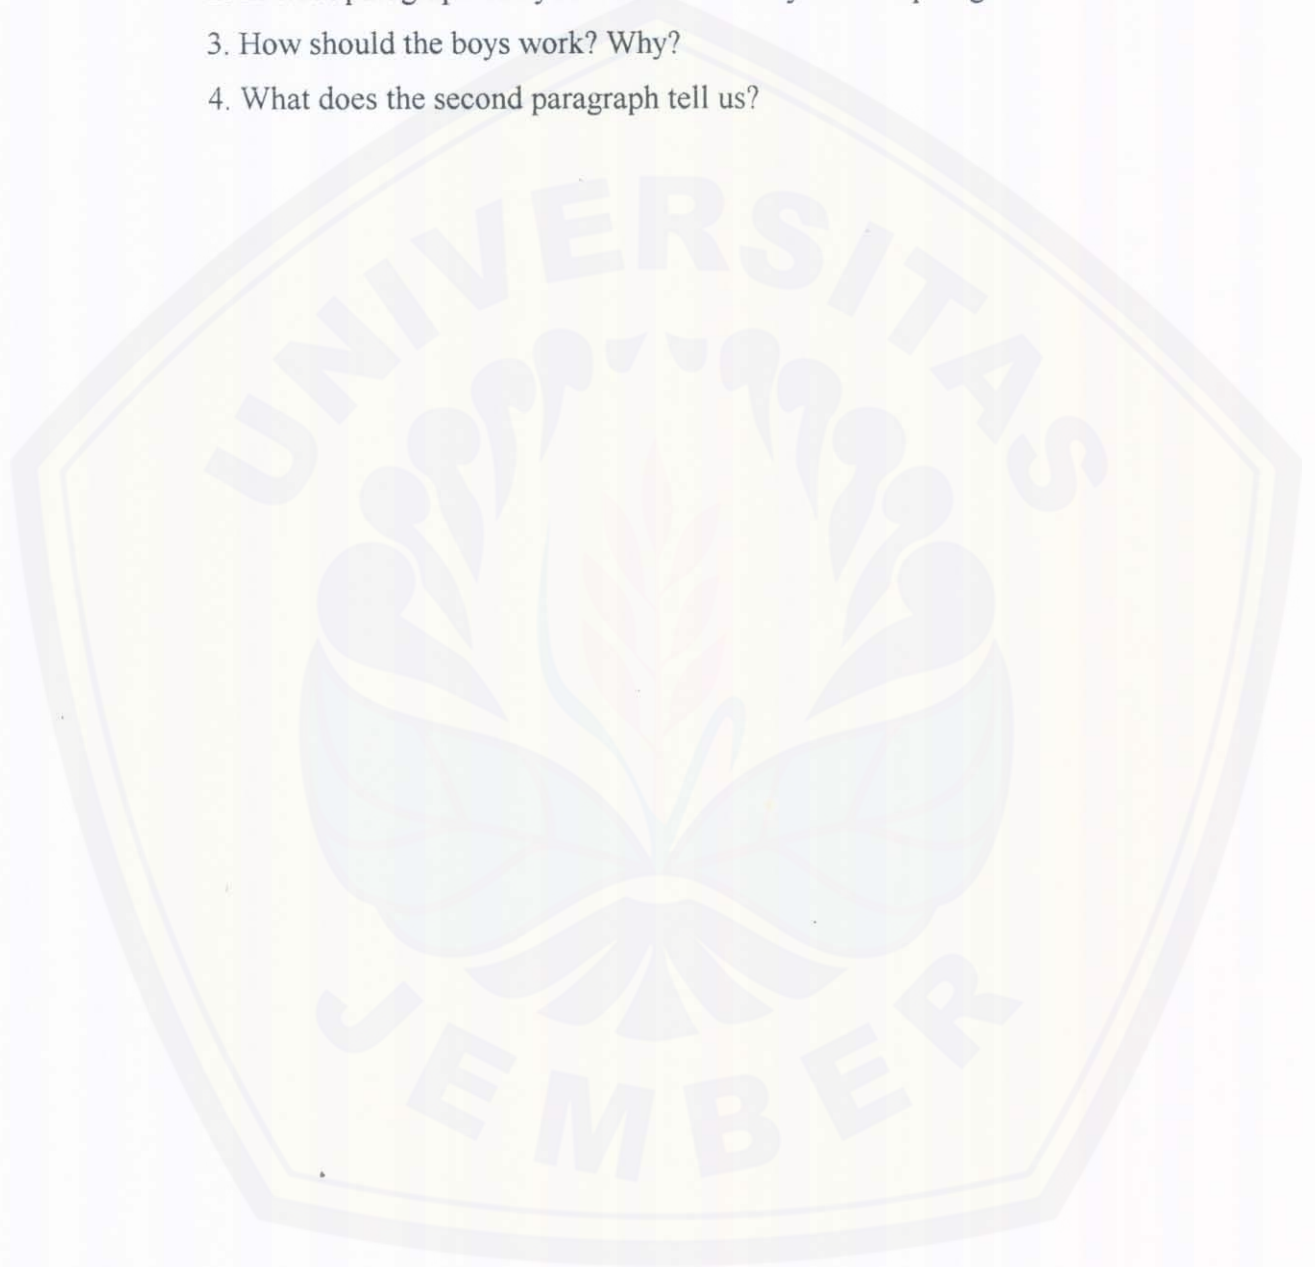 3. How should the boys work? Why?
4. What does the second paragraph tell us?
UNIVERSITAS
JEMBER